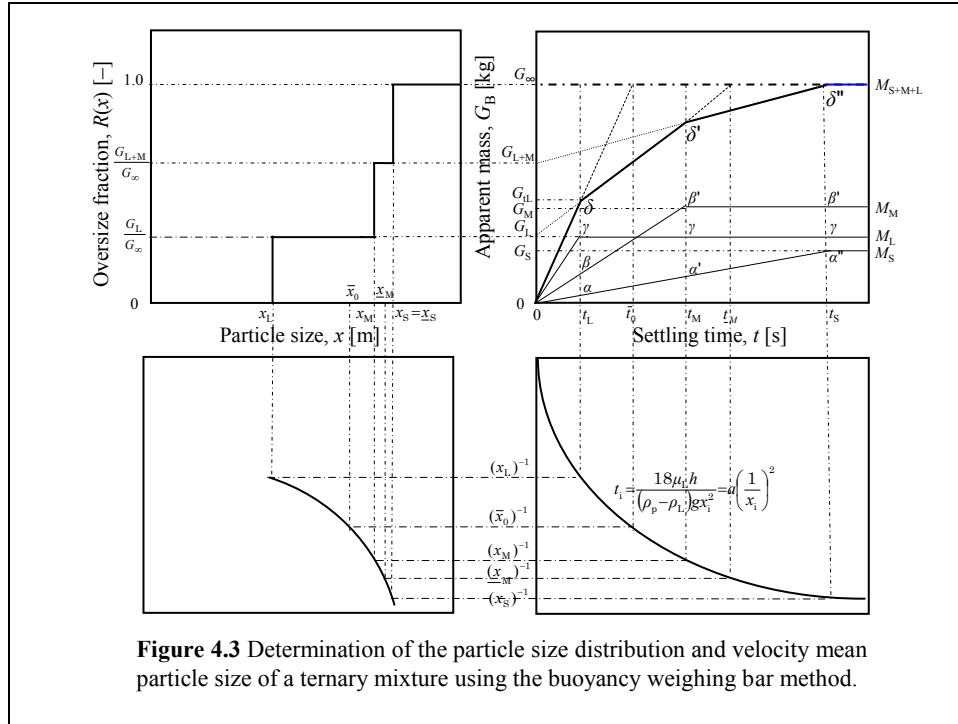 Oversize fraction, R(x) [−]
1.0
G_{L+M}
G_∞
G_L
G_∞
0
x̅_0
x̲_M
x_L
x_M
x_S = x̲_S
Particle size, x [m]
Apparent mass, G_B [kg]
G_∞
G_{L+M}
G_{tL}
G_M
G_L
G_S
0
δ
δ'
δ"
β
β'
β'
γ
γ
γ
α
α'
α"
M_{S+M+L}
M_M
M_L
M_S
0
t_L
t̅_0
t_M
t̲_M
t_S
Settling time, t [s]
(x_L)^{−1}
(x̅_0)^{−1}
(x_M)^{−1}
(x̲_M)^{−1}
(x_S)^{−1}
t_i = 18μ_L h / (ρ_p − ρ_L) g x_i^2 = a (1 / x_i)^2
Figure 4.3 Determination of the particle size distribution and velocity mean
particle size of a ternary mixture using the buoyancy weighing bar method.